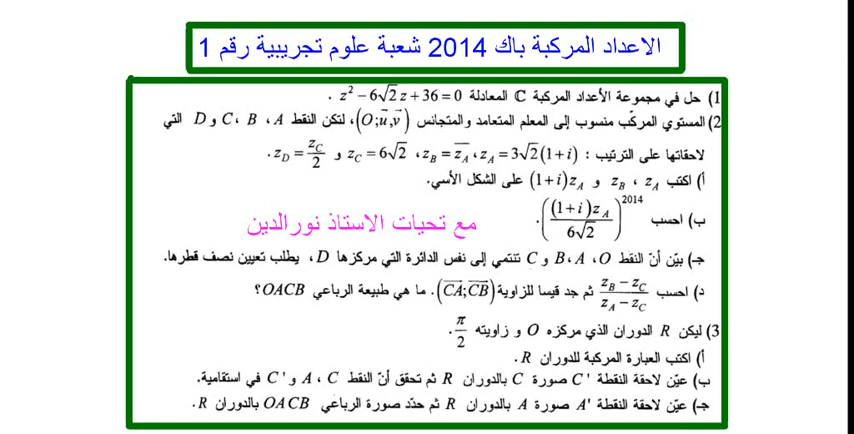 الاعداد المركبة باك 2014 شعبة علوم تجريبية رقم 1
1) حل في مجموعة الأعداد المركبة ℂ المعادلة z² − 6√2 z + 36 = 0 .
2) المستوي المركّب منسوب إلى المعلم المتعامد والمتجانس (O;u⃗,v⃗)، لتكن النقط A ، B ، C و D التي
لاحقاتها على الترتيب : z_A = 3√2(1+i) ، z_B = z̅_A ، z_C = 6√2 و z_D = z_C/2 .
أ) اكتب z_A ، z_B و (1+i)z_A على الشكل الأسي.
ب) احسب ((1+i)z_A / 6√2)^2014 .
مع تحيات الاستاذ نورالدين
جـ) بيّن أنّ النقط O ، A ، B و C تنتمي إلى نفس الدائرة التي مركزها D ، يطلب تعيين نصف قطرها.
د) احسب (z_B − z_C)/(z_A − z_C) ثم جد قيسا للزاوية (CA⃗;CB⃗) . ما هي طبيعة الرباعي OACB ؟
3) ليكن R الدوران الذي مركزه O و زاويته π/2 .
أ) اكتب العبارة المركبة للدوران R .
ب) عيّن لاحقة النقطة C' صورة C بالدوران R ثم تحقق أنّ النقط C ، A و C' في استقامية.
جـ) عيّن لاحقة النقطة A' صورة A بالدوران R ثم حدّد صورة الرباعي OACB بالدوران R .